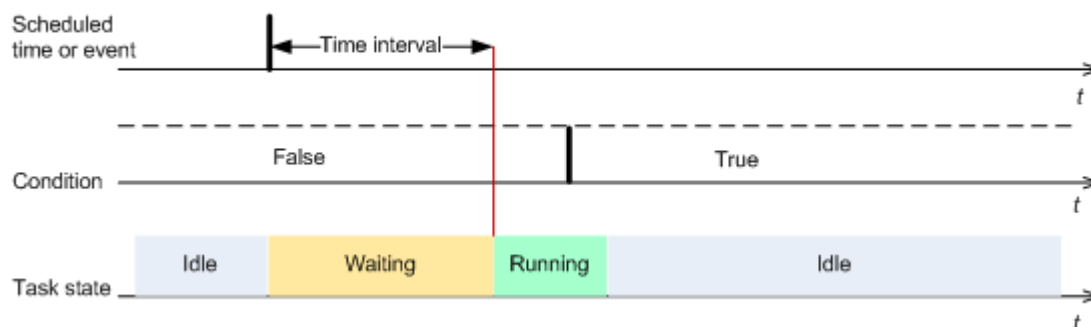 Scheduled
time or event
Time interval
t
False
True
Condition
t
Idle
Waiting
Running
Idle
Task state
t